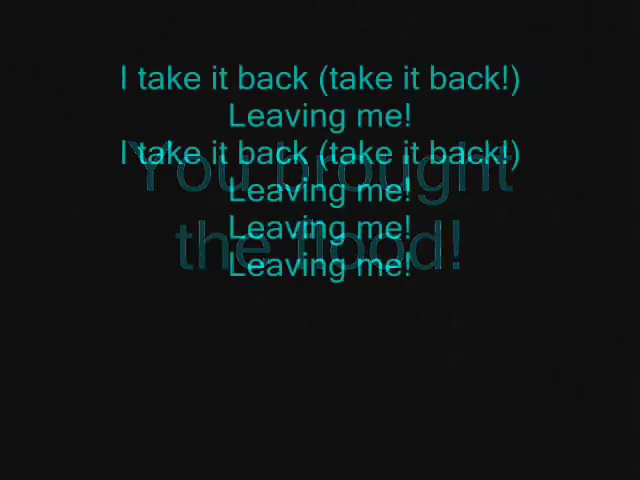 I take it back (take it back!)
Leaving me!
I take it back (take it back!)
Leaving me!
Leaving me!
Leaving me!
You brought
the flood!